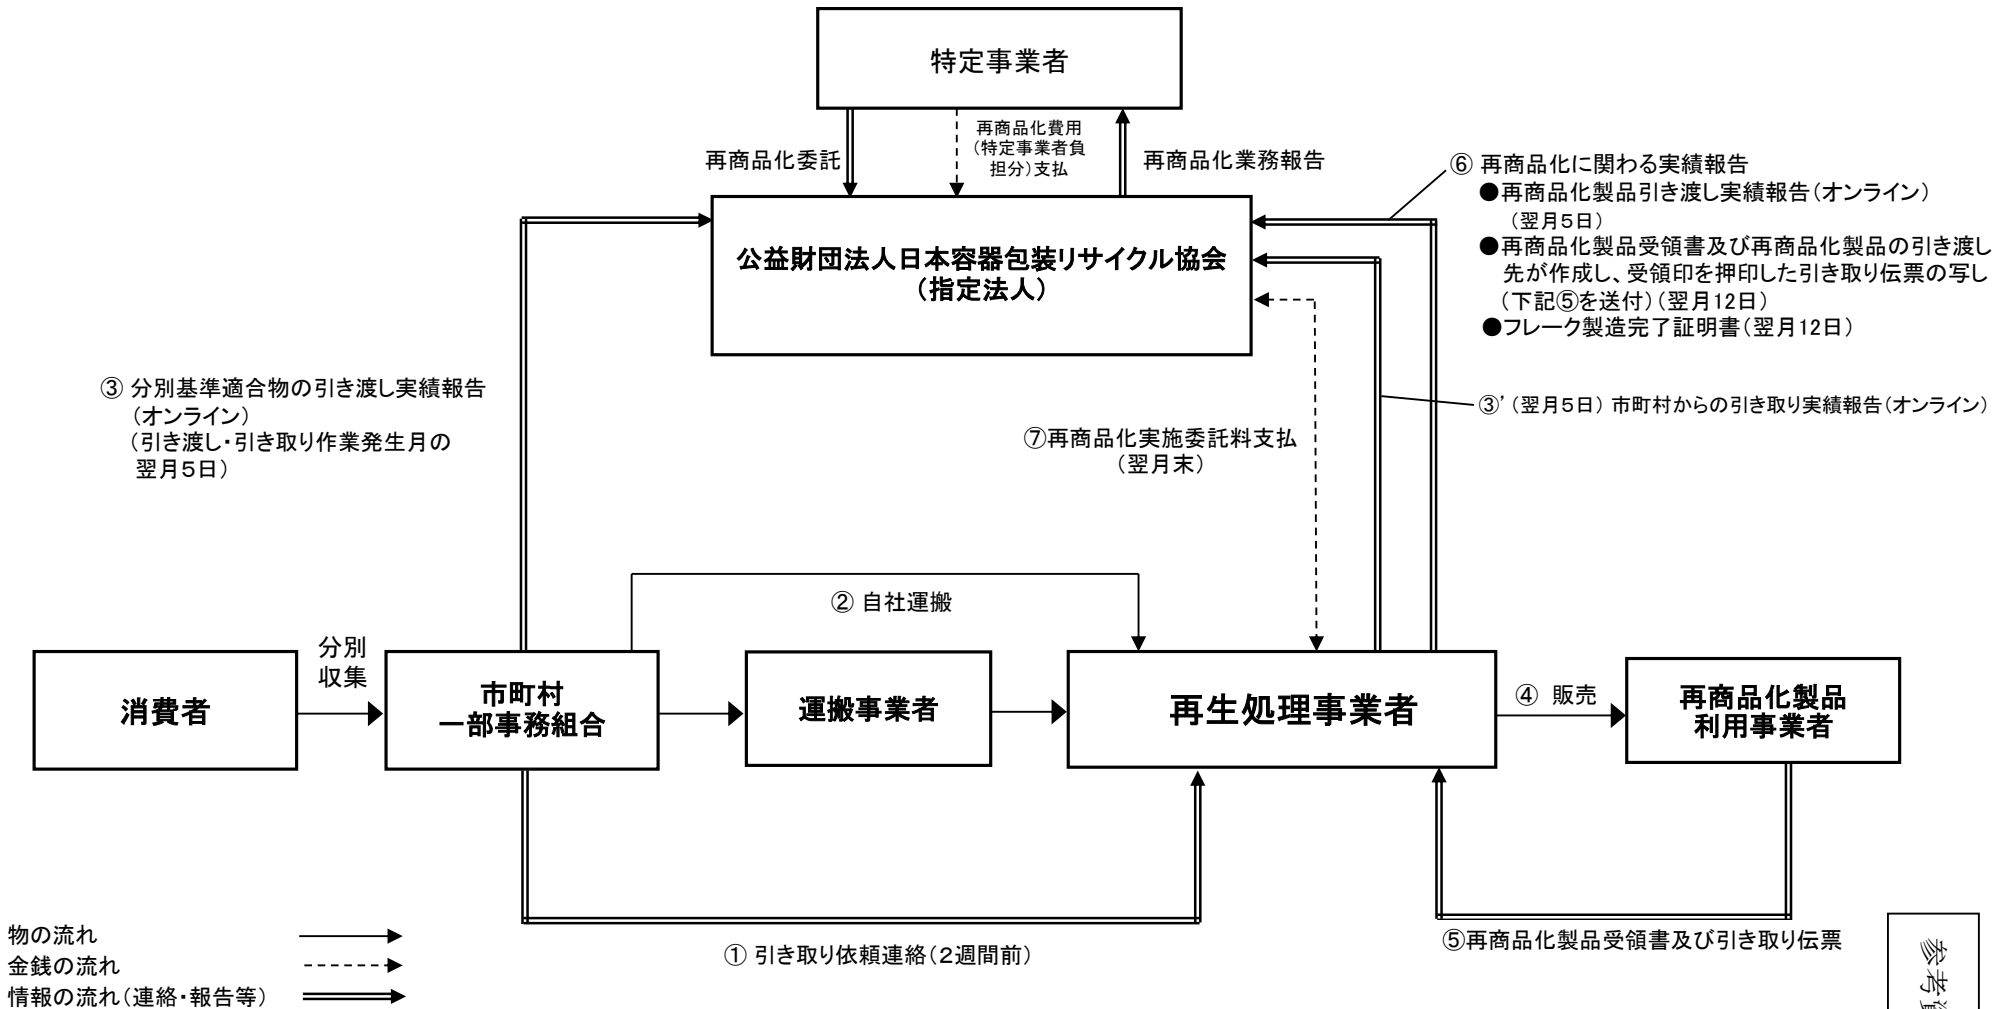 特定事業者
再商品化委託
再商品化費用
(特定事業者負
担分)支払
再商品化業務報告
⑥ 再商品化に関わる実績報告
●再商品化製品引き渡し実績報告(オンライン)
(翌月5日)
●再商品化製品受領書及び再商品化製品の引き渡し
先が作成し、受領印を押印した引き取り伝票の写し
(下記⑤を送付)(翌月12日)
●フレーク製造完了証明書(翌月12日)
公益財団法人日本容器包装リサイクル協会
(指定法人)
③ 分別基準適合物の引き渡し実績報告
(オンライン)
(引き渡し・引き取り作業発生月の
翌月5日)
③’(翌月5日) 市町村からの引き取り実績報告(オンライン)
⑦再商品化実施委託料支払
(翌月末)
② 自社運搬
消費者
分別
収集
市町村
一部事務組合
運搬事業者
再生処理事業者
④ 販売
再商品化製品
利用事業者
① 引き取り依頼連絡(2週間前)
⑤再商品化製品受領書及び引き取り伝票
物の流れ
金銭の流れ
情報の流れ(連絡・報告等)
参考